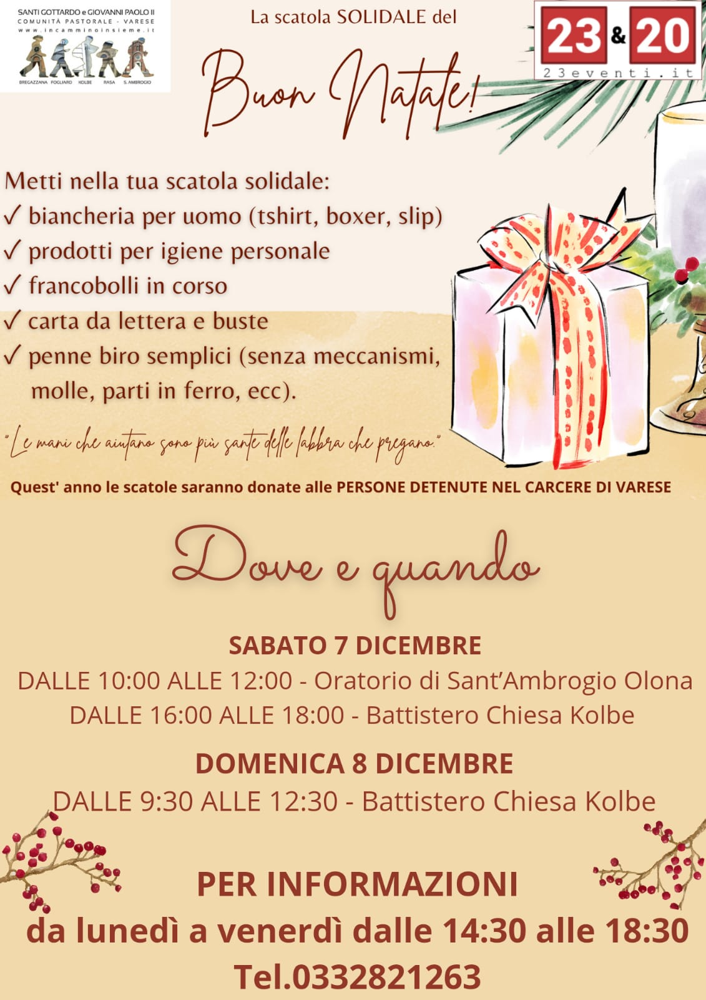 SANTI GOTTARDO e GIOVANNI PAOLO II
COMUNITÀ PASTORALE - VARESE
www.incamminoinsieme.it
BREGAZZANA FOGLIARO KOLBE RASA S. AMBROGIO
La scatola SOLIDALE del
Buon Natale!
23 & 20
23eventi.it
Metti nella tua scatola solidale:
✓ biancheria per uomo (tshirt, boxer, slip)
✓ prodotti per igiene personale
✓ francobolli in corso
✓ carta da lettera e buste
✓ penne biro semplici (senza meccanismi,
molle, parti in ferro, ecc).
"Le mani che aiutano sono più sante delle labbra che pregano."
Quest' anno le scatole saranno donate alle PERSONE DETENUTE NEL CARCERE DI VARESE
Dove e quando
SABATO 7 DICEMBRE
DALLE 10:00 ALLE 12:00 - Oratorio di Sant’Ambrogio Olona
DALLE 16:00 ALLE 18:00 - Battistero Chiesa Kolbe
DOMENICA 8 DICEMBRE
DALLE 9:30 ALLE 12:30 - Battistero Chiesa Kolbe
PER INFORMAZIONI
da lunedì a venerdì dalle 14:30 alle 18:30
Tel.0332821263